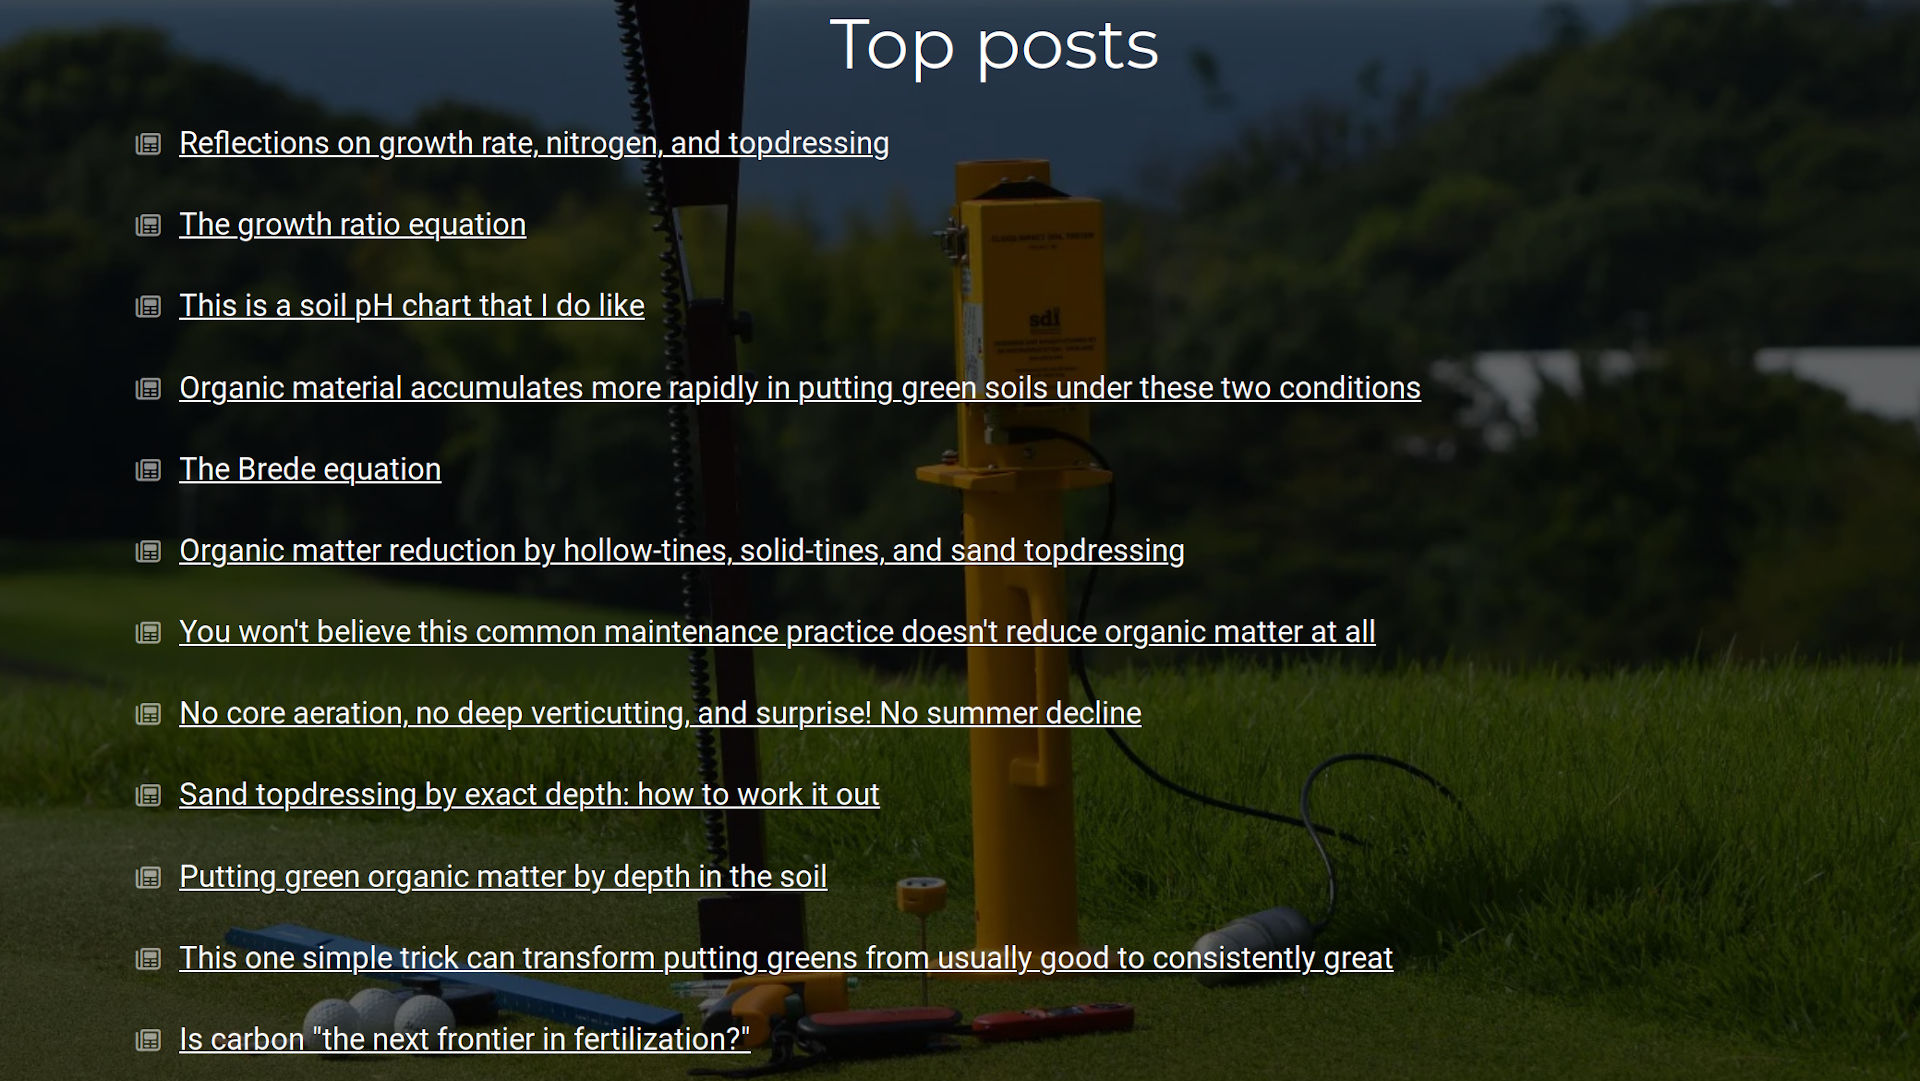 Top posts
Reflections on growth rate, nitrogen, and topdressing
The growth ratio equation
This is a soil pH chart that I do like
Organic material accumulates more rapidly in putting green soils under these two conditions
The Brede equation
Organic matter reduction by hollow-tines, solid-tines, and sand topdressing
You won't believe this common maintenance practice doesn't reduce organic matter at all
No core aeration, no deep verticutting, and surprise! No summer decline
Sand topdressing by exact depth: how to work it out
Putting green organic matter by depth in the soil
This one simple trick can transform putting greens from usually good to consistently great
Is carbon "the next frontier in fertilization?"
CLEGG IMPACT SOIL TESTER
sdi